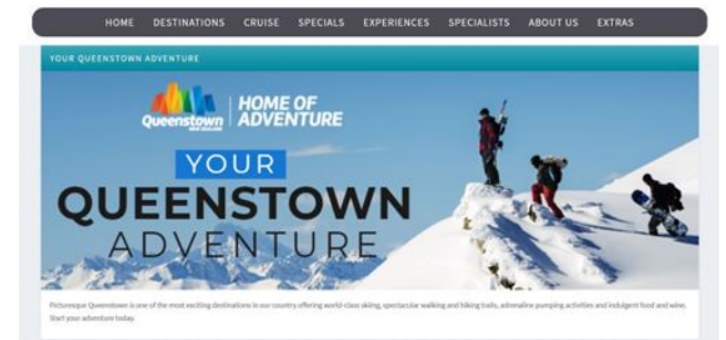 HOME DESTINATIONS CRUISE SPECIALS EXPERIENCES SPECIALISTS ABOUT US EXTRAS
YOUR QUEENSTOWN ADVENTURE
Queenstown
NEW ZEALAND
HOME OF
ADVENTURE
YOUR
QUEENSTOWN
ADVENTURE
Picturesque Queenstown is one of the most exciting destinations in our country offering world-class skiing, spectacular walking and hiking trails, adrenaline pumping activities and indulgent food and wine.
Start your adventure today.